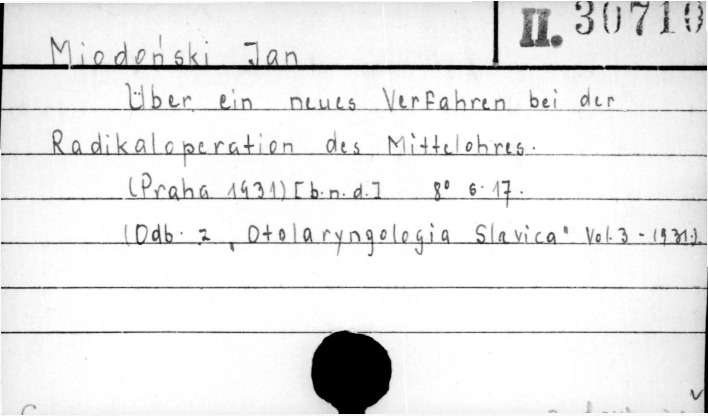 II. 30710
Miodoński Jan
Über ein neues Verfahren bei der
Radikaloperation des Mittelohres.
(Praha 1931) [b.n.d.] 8° s. 17.
(Odb. z „Otolaryngologia Slavica" Vol. 3 - 1931.).